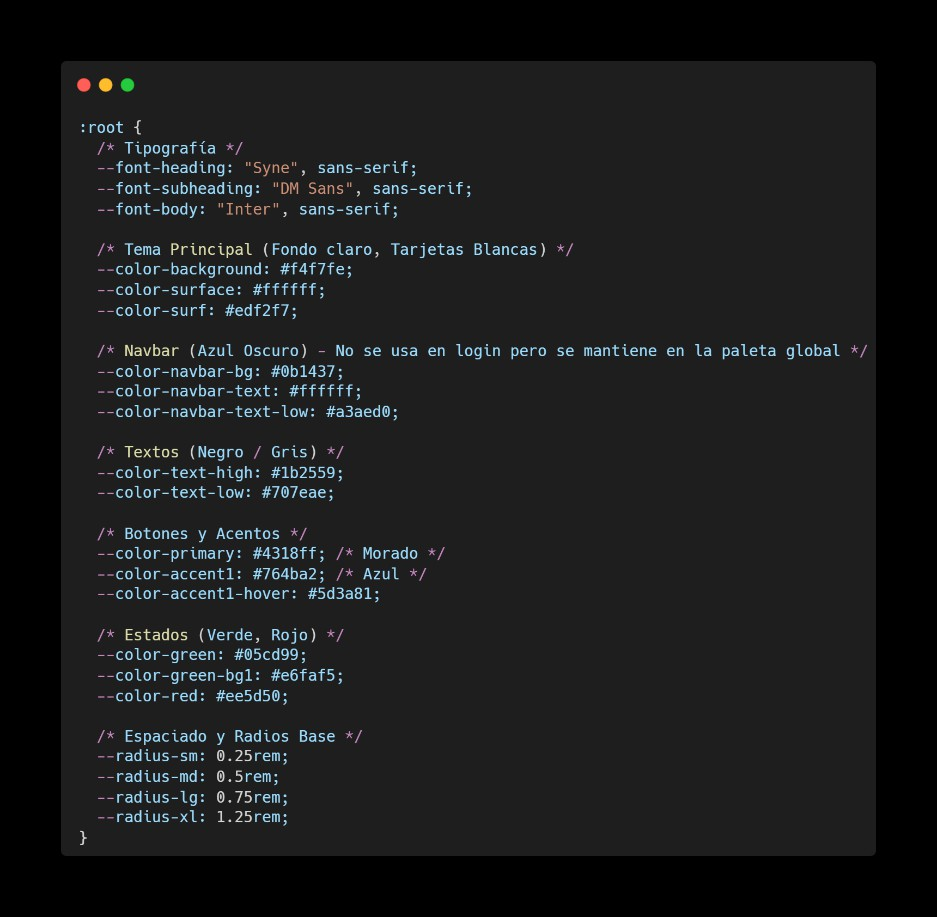 :root {
/* Tipografía */
--font-heading: "Syne", sans-serif;
--font-subheading: "DM Sans", sans-serif;
--font-body: "Inter", sans-serif;
/* Tema Principal (Fondo claro, Tarjetas Blancas) */
--color-background: #f4f7fe;
--color-surface: #ffffff;
--color-surf: #edf2f7;
/* Navbar (Azul Oscuro) - No se usa en login pero se mantiene en la paleta global */
--color-navbar-bg: #0b1437;
--color-navbar-text: #ffffff;
--color-navbar-text-low: #a3aed0;
/* Textos (Negro / Gris) */
--color-text-high: #1b2559;
--color-text-low: #707eae;
/* Botones y Acentos */
--color-primary: #4318ff; /* Morado */
--color-accent1: #764ba2; /* Azul */
--color-accent1-hover: #5d3a81;
/* Estados (Verde, Rojo) */
--color-green: #05cd99;
--color-green-bg1: #e6faf5;
--color-red: #ee5d50;
/* Espaciado y Radios Base */
--radius-sm: 0.25rem;
--radius-md: 0.5rem;
--radius-lg: 0.75rem;
--radius-xl: 1.25rem;
}